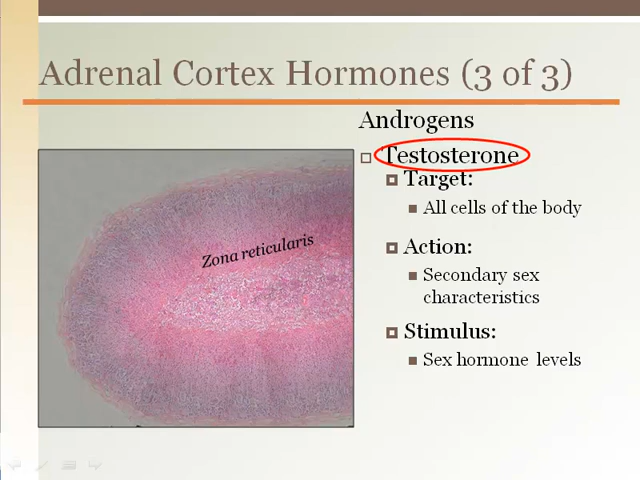 Adrenal Cortex Hormones (3 of 3)
Androgens
Testosterone
Target:
All cells of the body
Action:
Secondary sex
characteristics
Stimulus:
Sex hormone levels
Zona reticularis